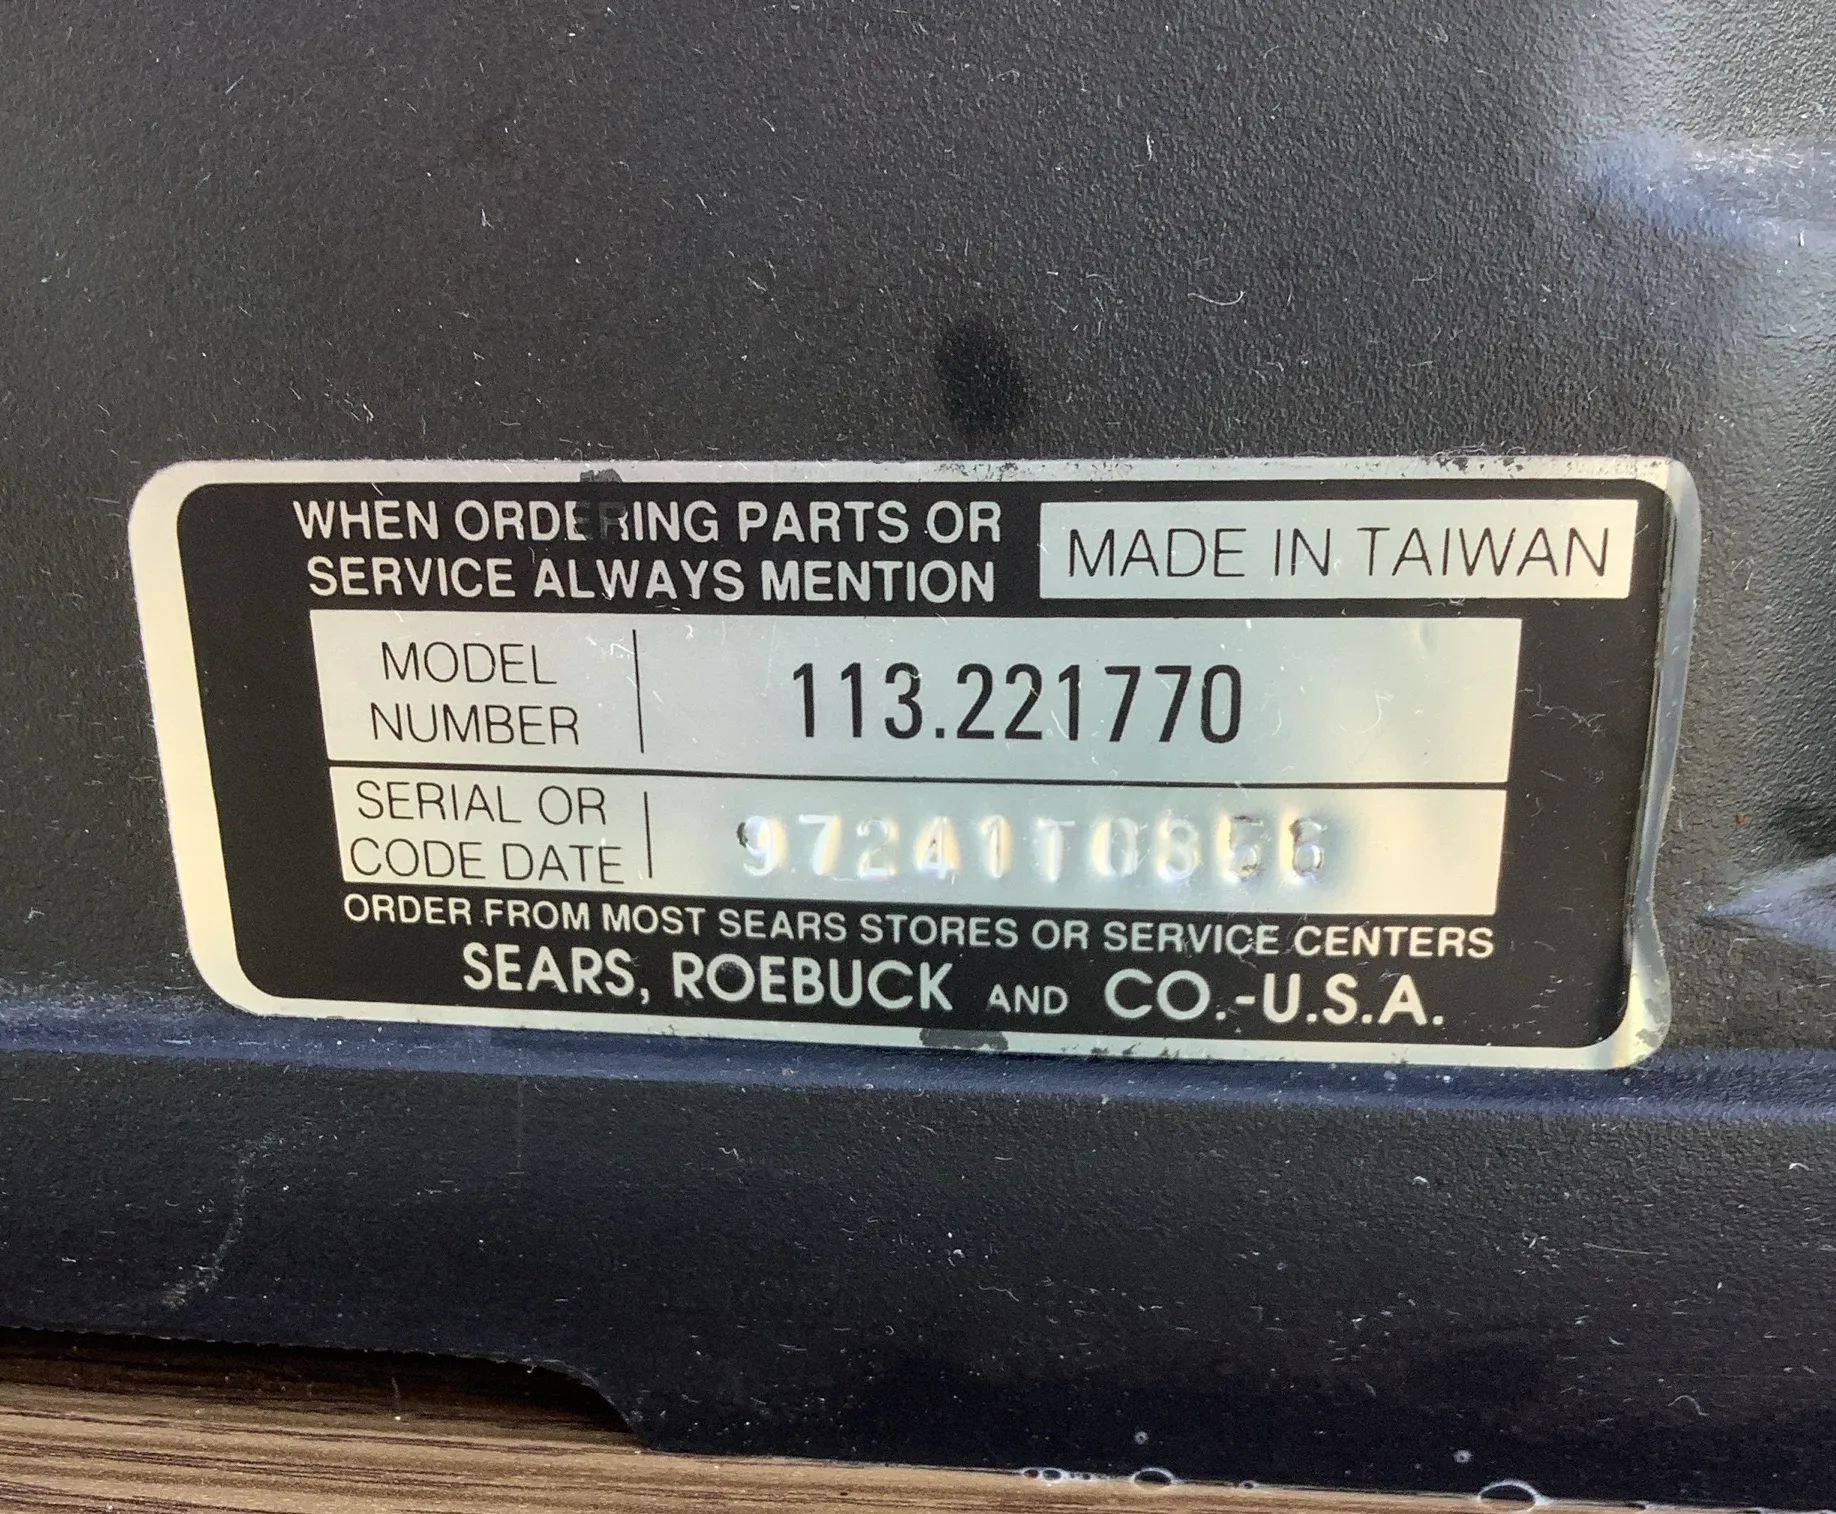 WHEN ORDERING PARTS OR
SERVICE ALWAYS MENTION
MADE IN TAIWAN
MODEL
NUMBER
113.221770
SERIAL OR
CODE DATE
ORDER FROM MOST SEARS STORES OR SERVICE CENTERS
SEARS, ROEBUCK AND CO.-U.S.A.